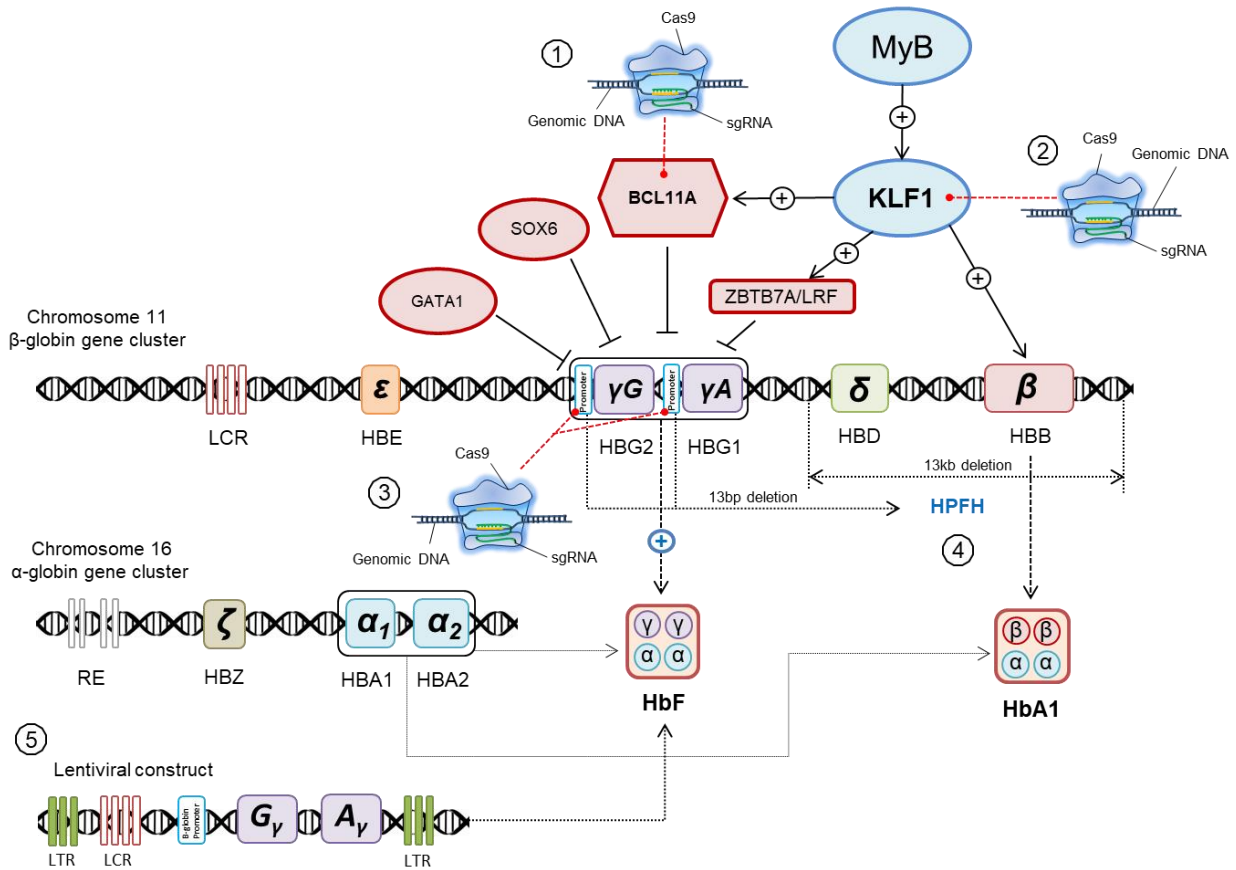 1
Cas9
Genomic DNA
sgRNA
MyB
+
2
Cas9
Genomic DNA
sgRNA
KLF1
+
BCL11A
+
+
SOX6
GATA1
ZBTB7A/LRF
Chromosome 11
β-globin gene cluster
LCR
ε
HBE
Promoter
γG
HBG2
Promoter
γA
HBG1
δ
HBD
β
HBB
13kb deletion
13bp deletion
HPFH
3
Cas9
Genomic DNA
sgRNA
+
4
Chromosome 16
α-globin gene cluster
RE
ζ
HBZ
α1
HBA1
α2
HBA2
γ γ
α α
HbF
β β
α α
HbA1
5
Lentiviral construct
LTR
LCR
B-globin
Promoter
Gγ
Aγ
LTR